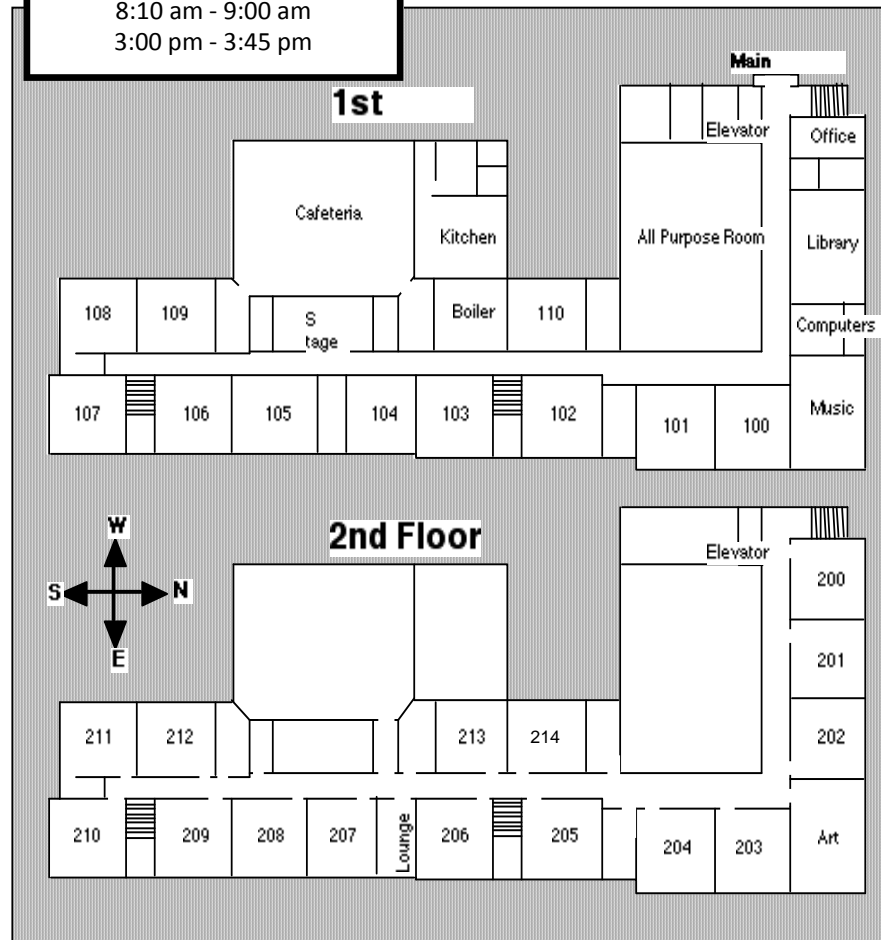 8:10 am - 9:00 am
3:00 pm - 3:45 pm
Main
1st
Elevator
Office
Cafeteria
Kitchen
All Purpose Room
Library
108
109
S
tage
Boiler
110
Computers
107
106
105
104
103
102
101
100
Music
W
S
N
E
2nd Floor
Elevator
200
201
211
212
213
214
202
210
209
208
207
Lounge
206
205
204
203
Art